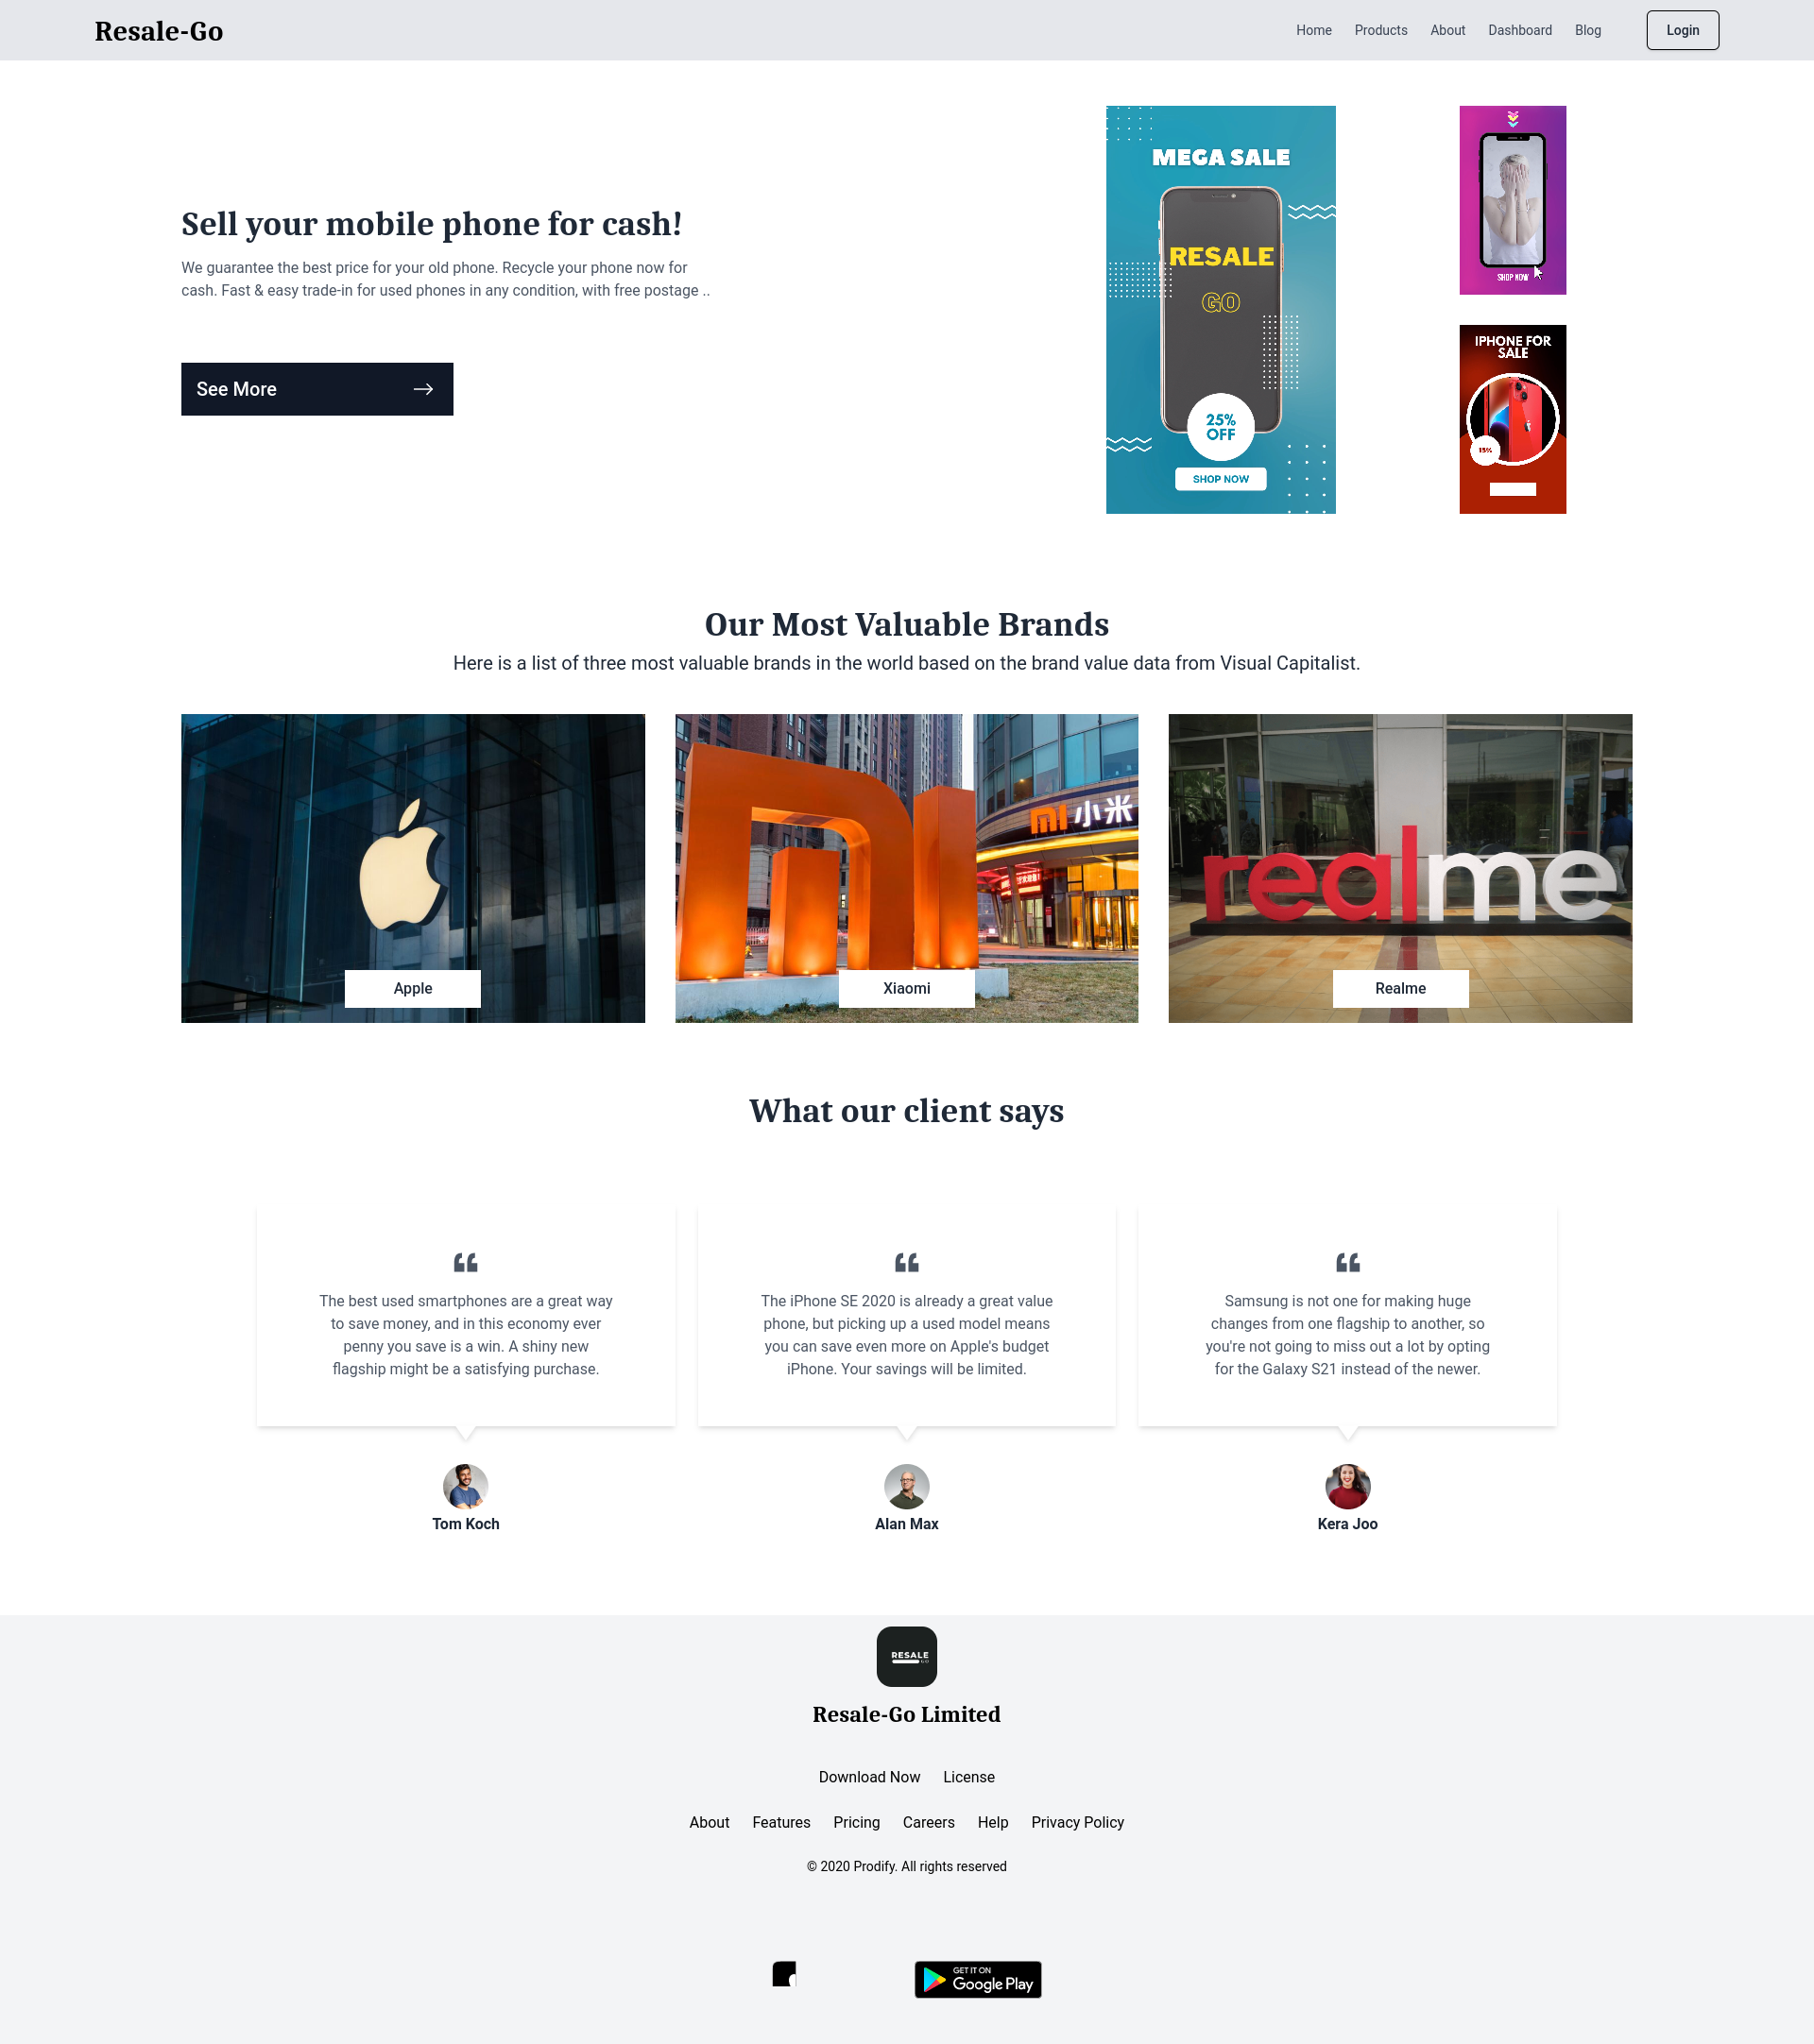 Resale-Go
Home Products About Dashboard Blog Login
Sell your mobile phone for cash!
We guarantee the best price for your old phone. Recycle your phone now for
cash. Fast & easy trade-in for used phones in any condition, with free postage ..
See More
MEGA SALE
RESALE
GO
25%
OFF
SHOP NOW
SHOP NOW
IPHONE FOR
SALE
15%
Our Most Valuable Brands
Here is a list of three most valuable brands in the world based on the brand value data from Visual Capitalist.
Apple
mi 小米
Xiaomi
realme
Realme
What our client says
The best used smartphones are a great way
to save money, and in this economy ever
penny you save is a win. A shiny new
flagship might be a satisfying purchase.
Tom Koch
The iPhone SE 2020 is already a great value
phone, but picking up a used model means
you can save even more on Apple's budget
iPhone. Your savings will be limited.
Alan Max
Samsung is not one for making huge
changes from one flagship to another, so
you're not going to miss out a lot by opting
for the Galaxy S21 instead of the newer.
Kera Joo
RESALE
GO
Resale-Go Limited
Download Now License
About Features Pricing Careers Help Privacy Policy
© 2020 Prodify. All rights reserved
GET IT ON
Google Play